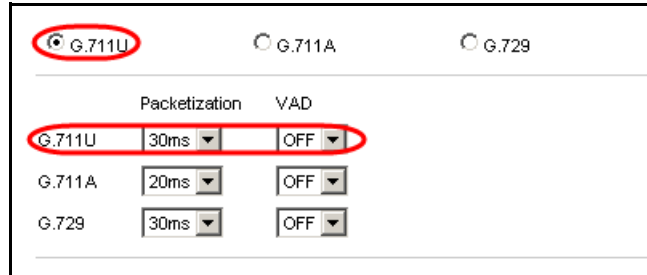 G.711U G.711A G.729
Packetization VAD
G.711U 30ms OFF
G.711A 20ms OFF
G.729 30ms OFF